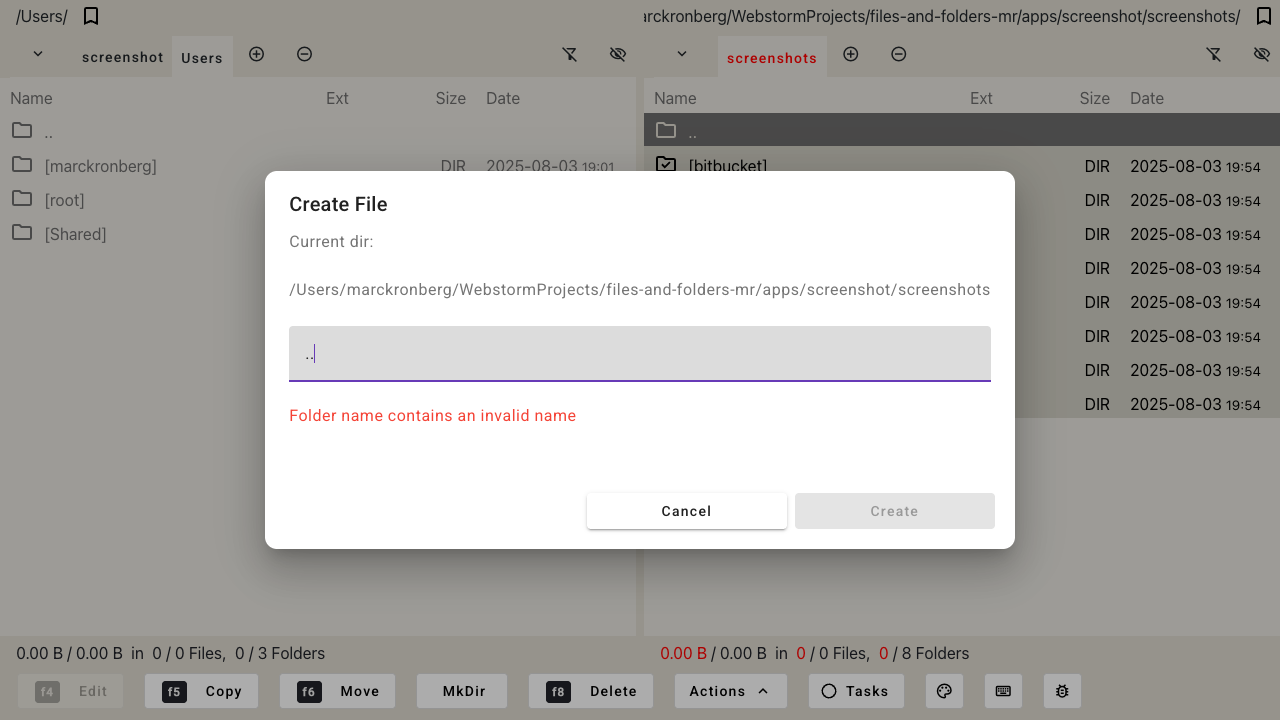 /Users/
arckronberg/WebstormProjects/files-and-folders-mr/apps/screenshot/screenshots/
screenshot Users
screenshots
Name Ext Size Date
Name Ext Size Date
..
..
[marckronberg] DIR 2025-08-03 19:01
[bitbucket] DIR 2025-08-03 19:54
[root]
DIR 2025-08-03 19:54
[Shared]
DIR 2025-08-03 19:54
DIR 2025-08-03 19:54
DIR 2025-08-03 19:54
DIR 2025-08-03 19:54
DIR 2025-08-03 19:54
DIR 2025-08-03 19:54
Create File
Current dir:
/Users/marckronberg/WebstormProjects/files-and-folders-mr/apps/screenshot/screenshots
..
Folder name contains an invalid name
Cancel Create
0.00 B / 0.00 B in 0 / 0 Files, 0 / 3 Folders
0.00 B / 0.00 B in 0 / 0 Files, 0 / 8 Folders
f4 Edit f5 Copy f6 Move MkDir f8 Delete Actions Tasks